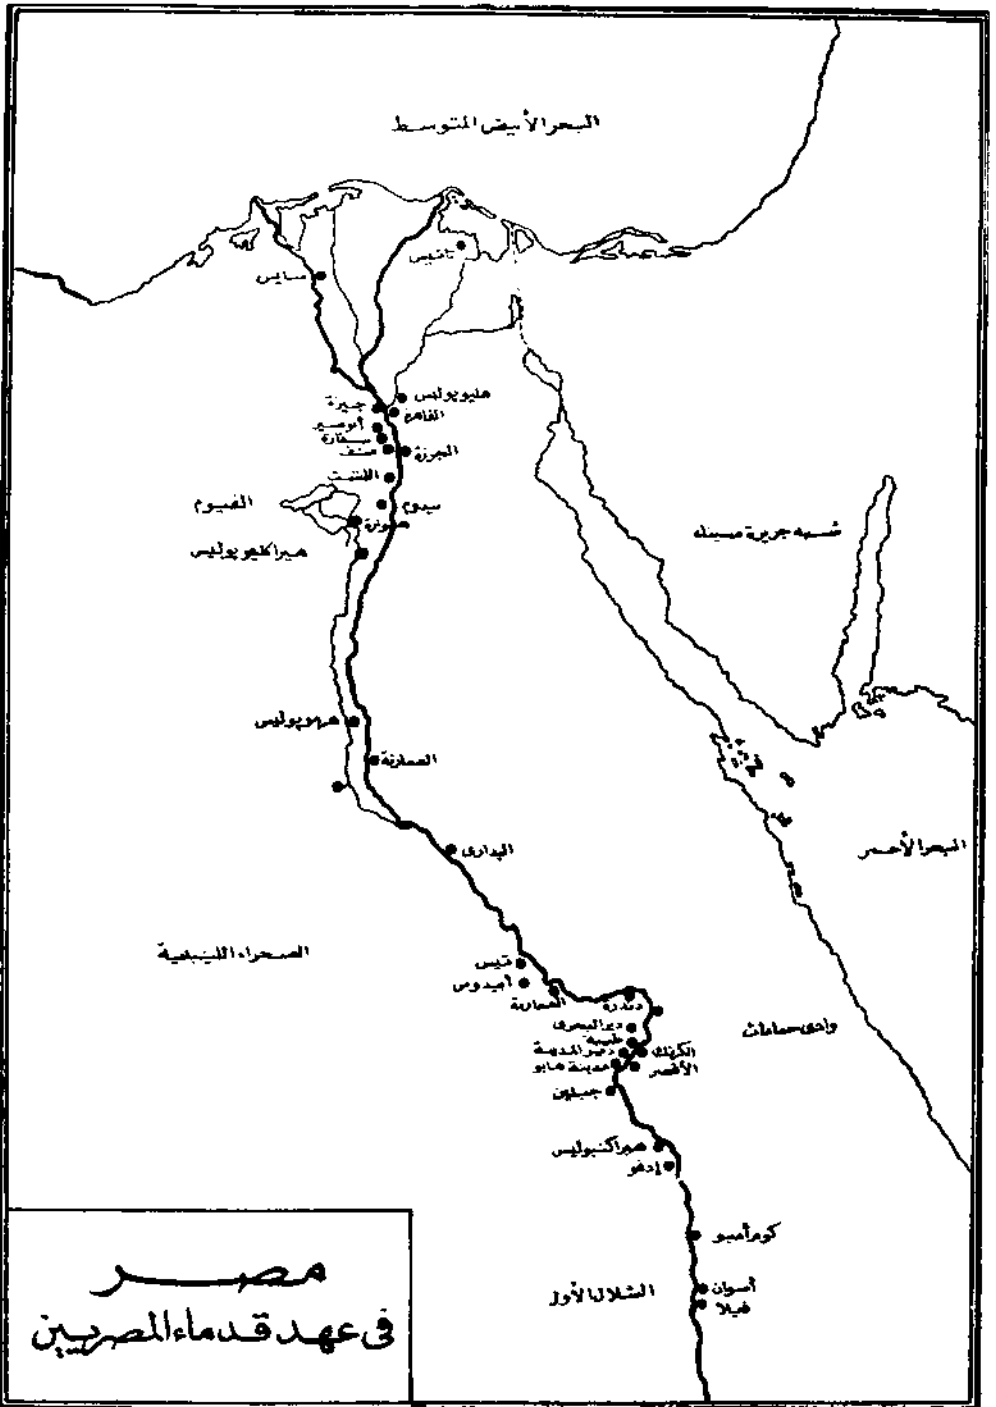 البحر الأبيض المتوسط
تانيس
سايس
هليوبوليس
جيزة
القاهرة
أبوصير
سقارة
منف
الجرزة
اللشت
الفيوم
ميدوم
هوارة
هيراكليوبوليس
شبه جزيرة سيناء
هرموبوليس
العمارنة
البدارى
البحر الأحمر
الصحراء الليبية
أبيدوس
دندرة
وادى حمامات
دير البحرى
طيبة
دير المدينة
الكرنك
مدينة هابو
الأقصر
جبلين
هيراكنبوليس
إدفو
كوم أمبو
الشلال الأول
أسوان
فيلا
مصر
فى عهد قدماء المصريين